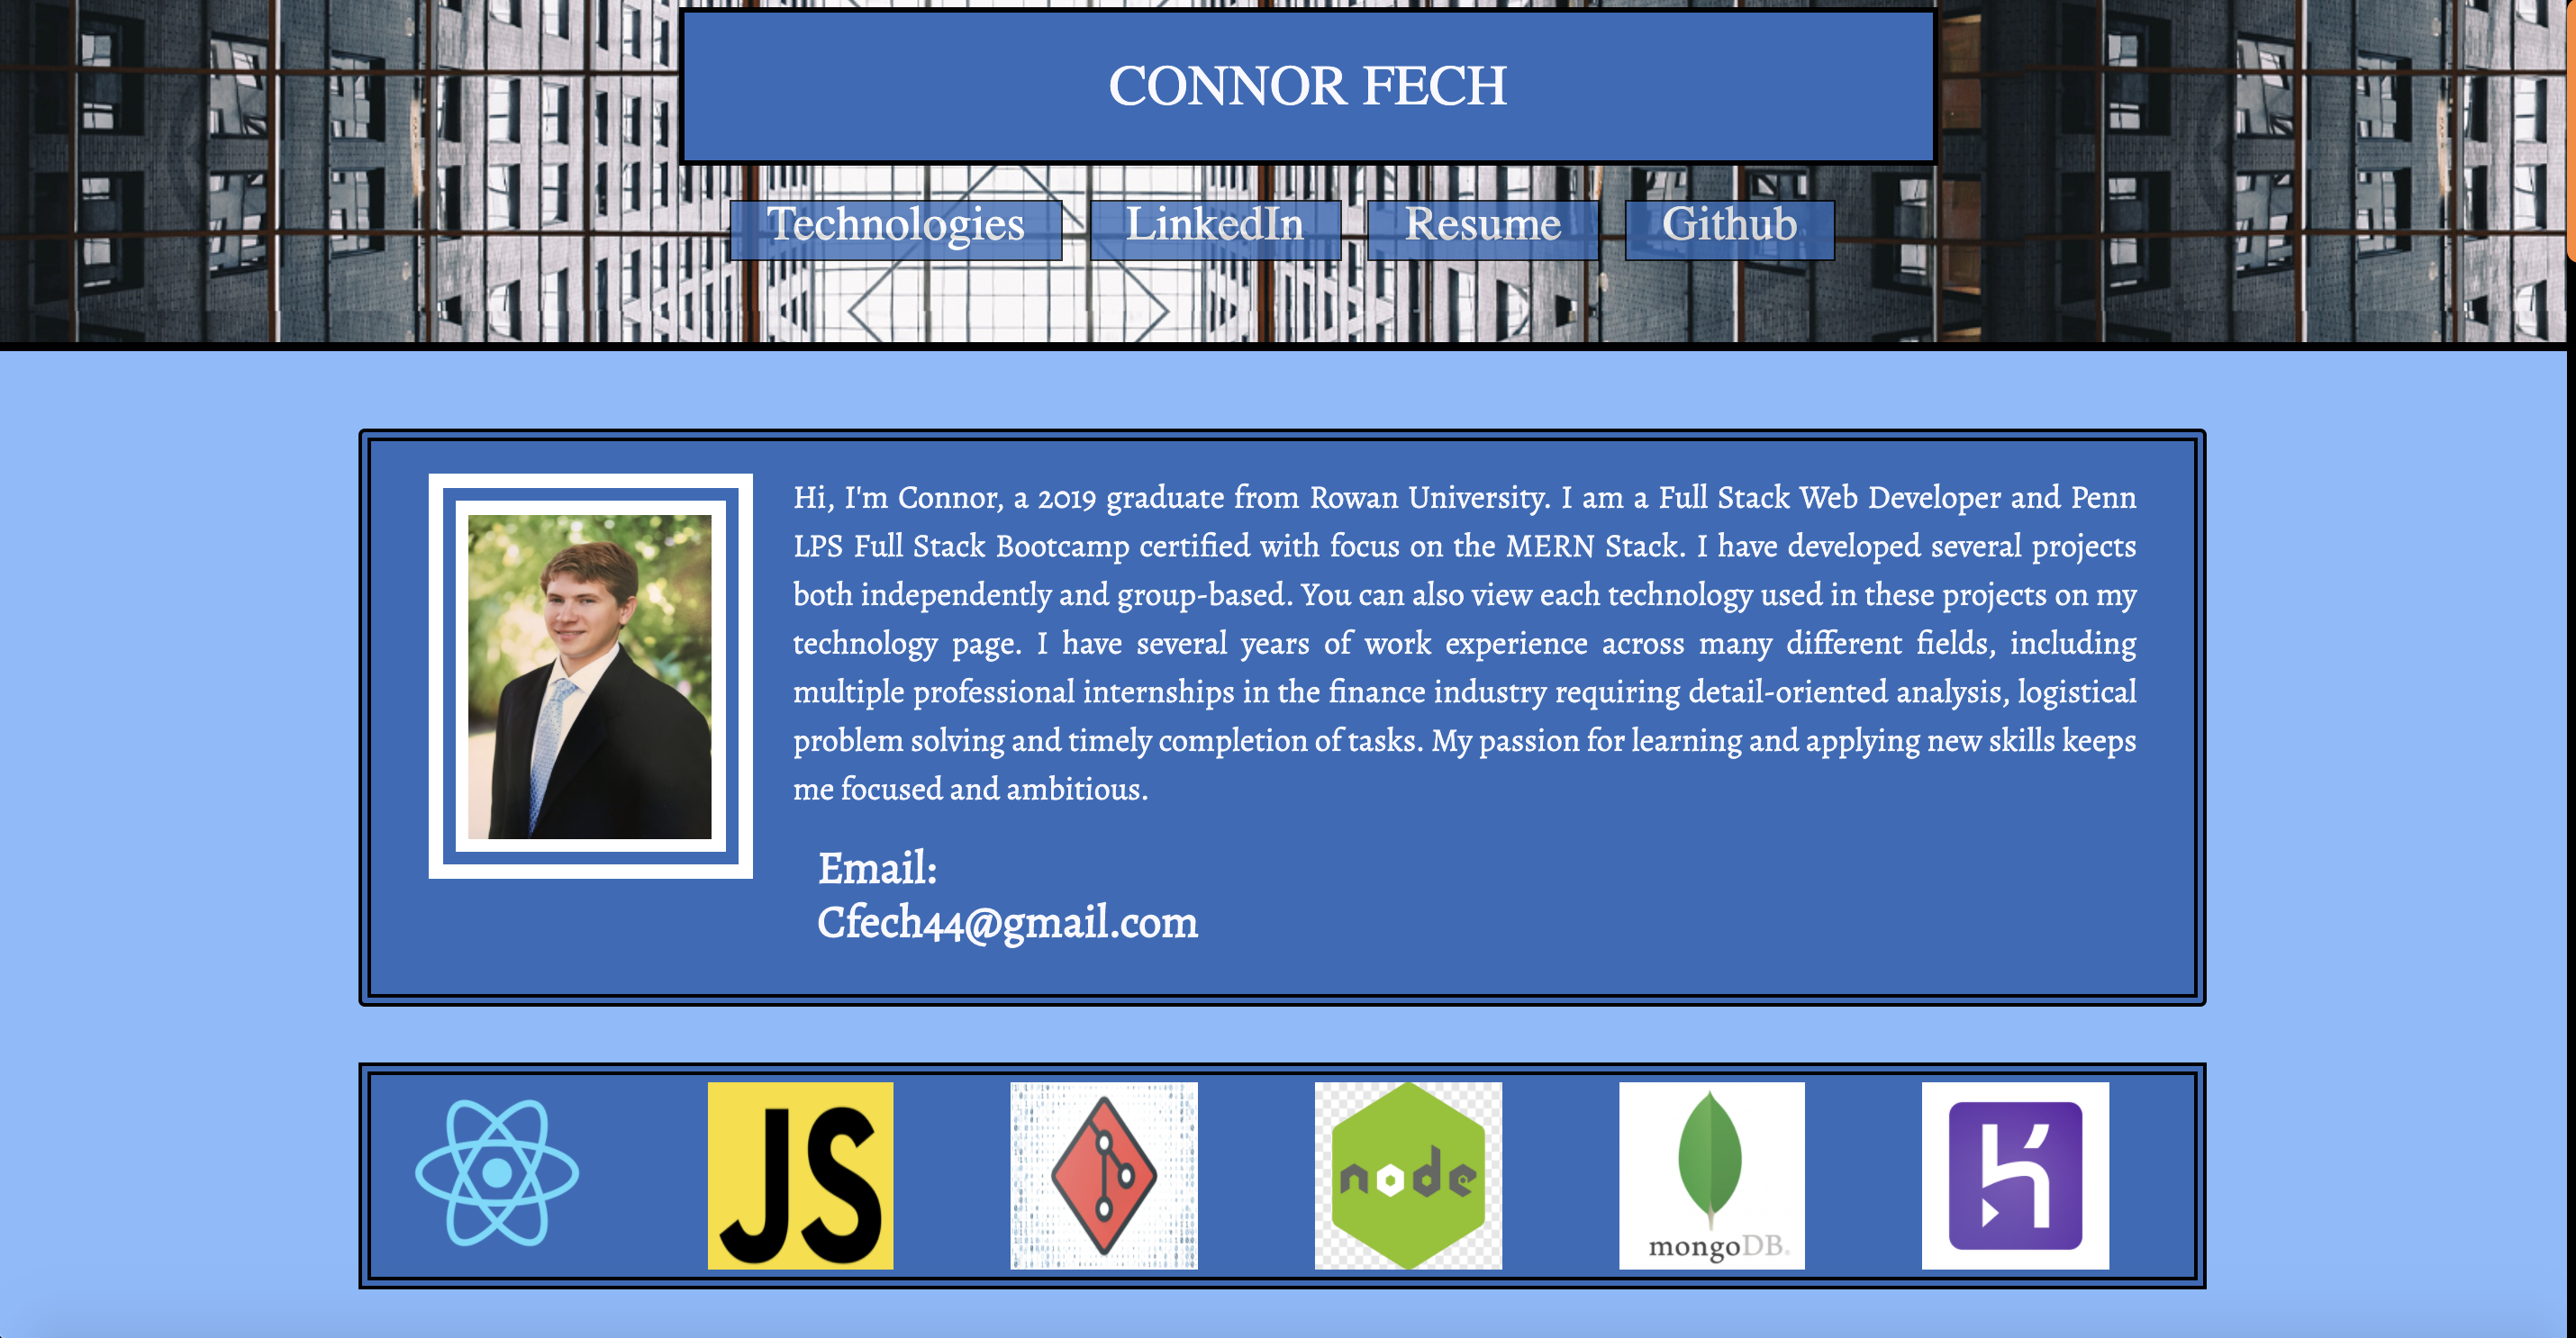 CONNOR FECH
Technologies LinkedIn Resume Github
Hi, I'm Connor, a 2019 graduate from Rowan University. I am a Full Stack Web Developer and Penn
LPS Full Stack Bootcamp certified with focus on the MERN Stack. I have developed several projects
both independently and group-based. You can also view each technology used in these projects on my
technology page. I have several years of work experience across many different fields, including
multiple professional internships in the finance industry requiring detail-oriented analysis, logistical
problem solving and timely completion of tasks. My passion for learning and applying new skills keeps
me focused and ambitious.
Email:
Cfech44@gmail.com
JS node mongoDB.